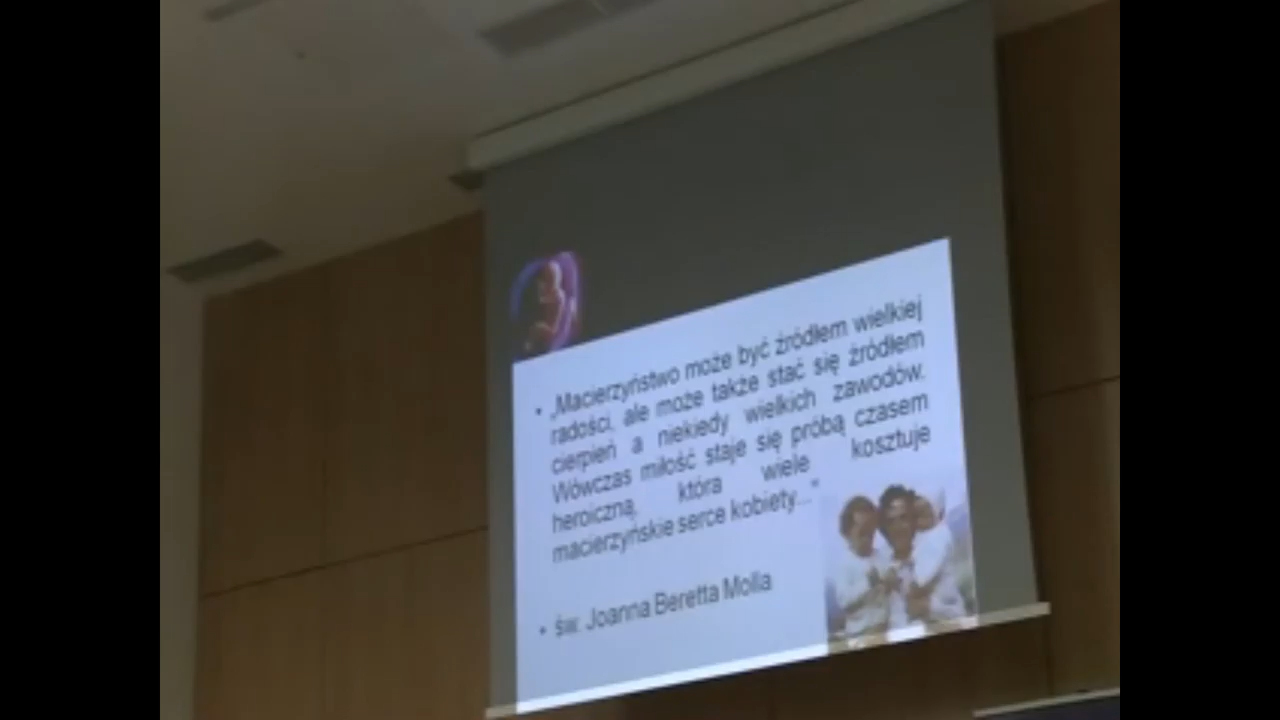 • „Macierzyństwo może być źródłem wielkiej
radości, ale może także stać się źródłem
cierpień a niekiedy wielkich zawodów.
Wówczas miłość staje się próbą czasem
heroiczną, która wiele kosztuje
macierzyńskie serce kobiety..."
• św. Joanna Beretta Molla